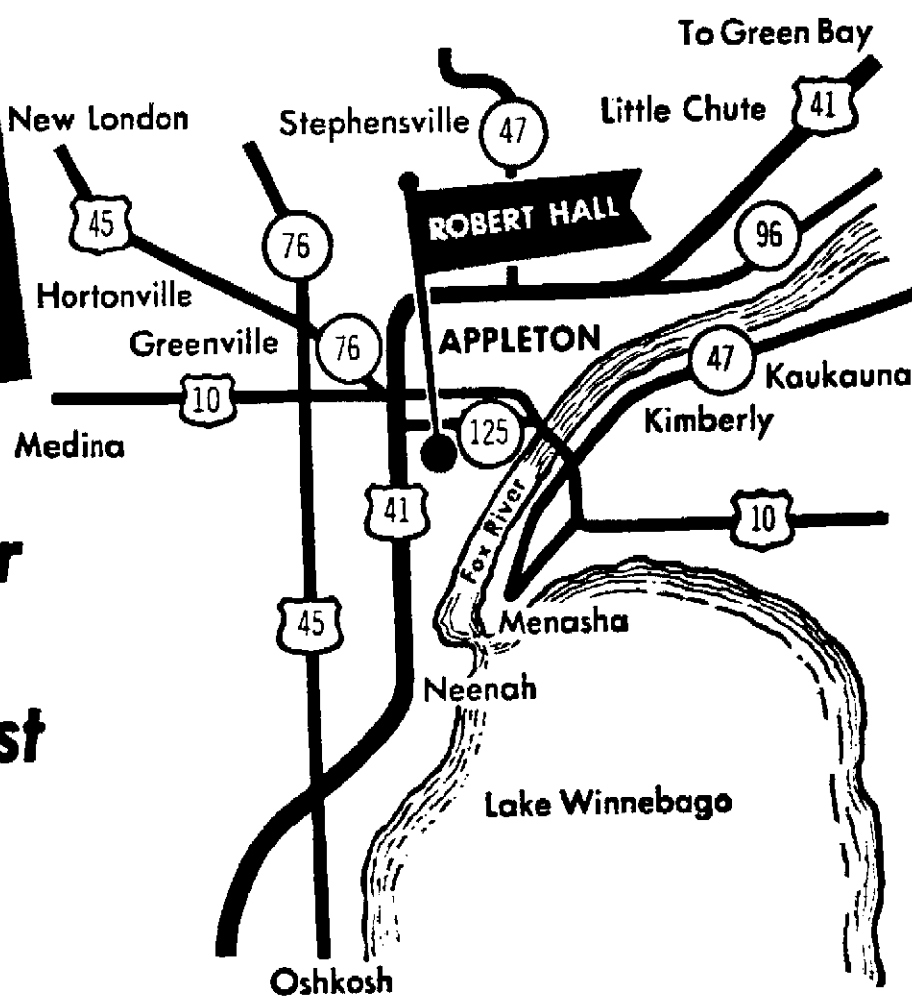 To Green Bay
41
Little Chute
New London
Stephensville
47
45
ROBERT HALL
96
76
Hortonville
Greenville
76
APPLETON
47
Kaukauna
10
Kimberly
Medina
125
41
Fox River
10
r
45
Menasha
Neenah
st
Lake Winnebago
Oshkosh